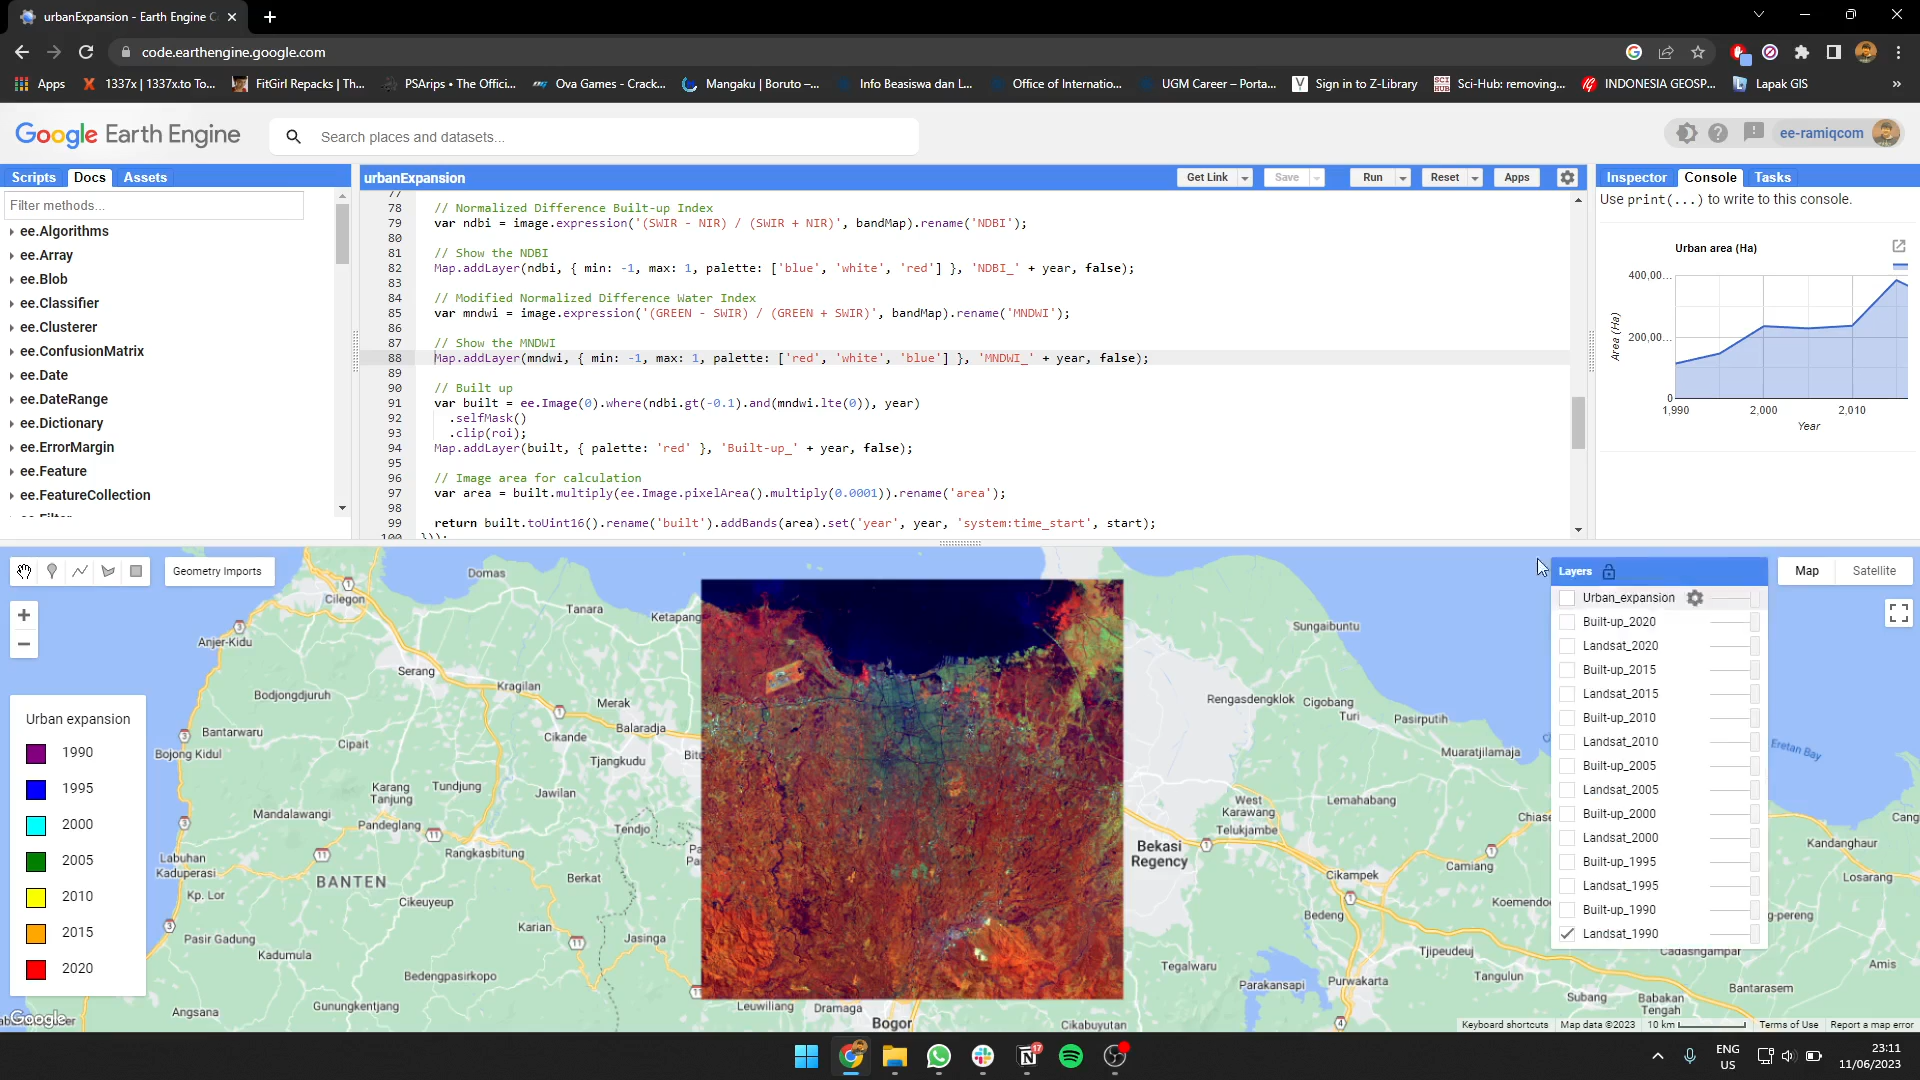 urbanExpansion - Earth Engine C
code.earthengine.google.com
Apps
1337x | 1337x.to To...
FitGirl Repacks | Th...
PSArips • The Offici...
Ova Games - Crack...
Mangaku | Boruto –...
Info Beasiswa dan L...
Office of Internatio...
UGM Career – Porta...
Sign in to Z-Library
Sci-Hub: removing...
INDONESIA GEOSP...
Lapak GIS
»
Google Earth Engine
Search places and datasets...
ee-ramiqcom
Scripts Docs Assets
Filter methods...
ee.Algorithms
ee.Array
ee.Blob
ee.Classifier
ee.Clusterer
ee.ConfusionMatrix
ee.Date
ee.DateRange
ee.Dictionary
ee.ErrorMargin
ee.Feature
ee.FeatureCollection
ee.Filter
urbanExpansion
Get Link Save Run Reset Apps
77
78 // Normalized Difference Built-up Index
79 var ndbi = image.expression('(SWIR - NIR) / (SWIR + NIR)', bandMap).rename('NDBI');
80
81 // Show the NDBI
82 Map.addLayer(ndbi, { min: -1, max: 1, palette: ['blue', 'white', 'red'] }, 'NDBI_' + year, false);
83
84 // Modified Normalized Difference Water Index
85 var mndwi = image.expression('(GREEN - SWIR) / (GREEN + SWIR)', bandMap).rename('MNDWI');
86
87 // Show the MNDWI
88 Map.addLayer(mndwi, { min: -1, max: 1, palette: ['red', 'white', 'blue'] }, 'MNDWI_' + year, false);
89
90 // Built up
91 var built = ee.Image(0).where(ndbi.gt(-0.1).and(mndwi.lte(0)), year)
92 .selfMask()
93 .clip(roi);
94 Map.addLayer(built, { palette: 'red' }, 'Built-up_' + year, false);
95
96 // Image area for calculation
97 var area = built.multiply(ee.Image.pixelArea().multiply(0.0001)).rename('area');
98
99 return built.toUint16().rename('built').addBands(area).set('year', year, 'system:time_start', start);
100 }));
Inspector Console Tasks
Use print(...) to write to this console.
Urban area (Ha)
400,00...
200,00...
0
Area (Ha)
1,990 2,000 2,010
Year
Geometry Imports
+
−
Urban expansion
1990
1995
2000
2005
2010
2015
2020
Layers
Urban_expansion
Built-up_2020
Landsat_2020
Built-up_2015
Landsat_2015
Built-up_2010
Landsat_2010
Built-up_2005
Landsat_2005
Built-up_2000
Landsat_2000
Built-up_1995
Landsat_1995
Built-up_1990
Landsat_1990
Map Satellite
Domas
Cilegon
Tanara
Ketapang
Anjer-Kidu
Serang
Kragilan
Bodjongdjuruh
Merak
Balaradja
Bantarwaru
Cipait
Cikande
Bojong Kidul
Tjangkudu
Karang
Tanjung
Tundjung
Jawilan
Mandalawangi
Pandeglang
Tendjo
Labuhan
Kaduperasi
Rangkasbitung
BANTEN
Berkat
Kp. Lor
Cikeuyeup
Karian
Pasir Gadung
Jasinga
Kadumula
Bedengpasirkopo
Angsana
Gunungkentjang
Leuwiliang
Dramaga
Bogor
Cikabuyutan
Sungaibuntu
Rengasdengklok
Cigobang
Turi
Pasirputih
Muaratjilamaja
Eretan Bay
West
Karawang
Telukjambe
Lemahabang
Bekasi
Regency
Kandanghaur
Camiang
Losarang
Cikampek
Bedeng
Tjipeudeuj
Cadasngampar
Tegalwaru
Tangulun
Amis
Parakansapi
Purwakarta
Bantarsem
Subang
Babakan
Tengah
Google
Keyboard shortcuts Map data ©2023 10 km Terms of Use Report a map error
17
ENG
US
23:11
11/06/2023